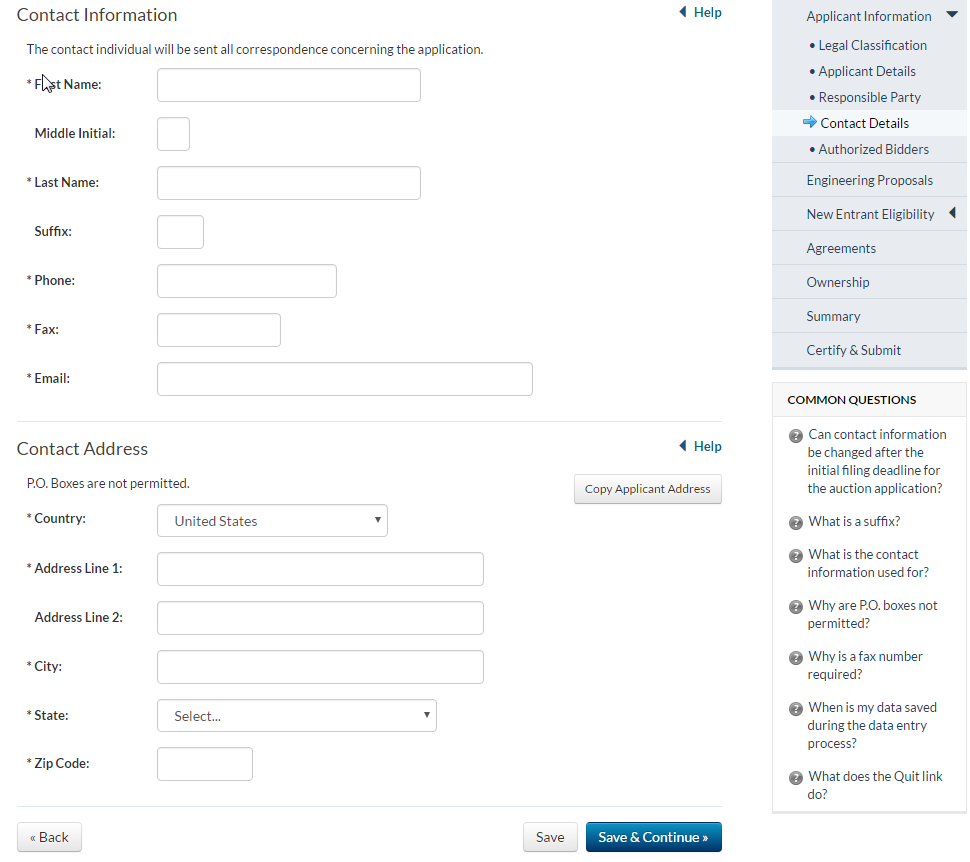 Contact Information
Help
The contact individual will be sent all correspondence concerning the application.
* First Name:
Middle Initial:
* Last Name:
Suffix:
* Phone:
* Fax:
* Email:
Contact Address
Help
P.O. Boxes are not permitted.
Copy Applicant Address
* Country:
United States
* Address Line 1:
Address Line 2:
* City:
* State:
Select...
* Zip Code:
« Back
Save
Save & Continue »
Applicant Information
• Legal Classification
• Applicant Details
• Responsible Party
Contact Details
• Authorized Bidders
Engineering Proposals
New Entrant Eligibility
Agreements
Ownership
Summary
Certify & Submit
COMMON QUESTIONS
? Can contact information
be changed after the
initial filing deadline for
the auction application?
? What is a suffix?
? What is the contact
information used for?
? Why are P.O. boxes not
permitted?
? Why is a fax number
required?
? When is my data saved
during the data entry
process?
? What does the Quit link
do?